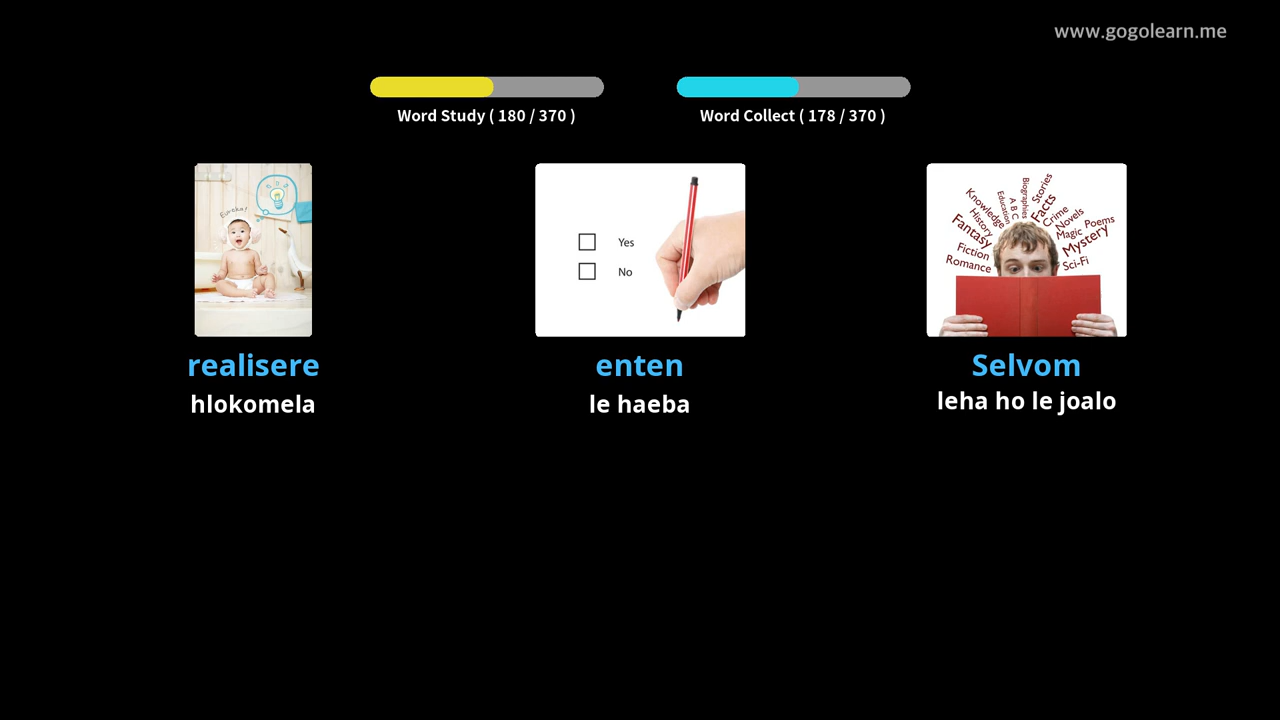 www.gogolearn.me
Word Study ( 180 / 370 )
Word Collect ( 178 / 370 )
Eureka!
Yes
No
Knowledge
History
Fantasy
Fiction
Romance
Education
A B C
Biographies
Stories
Facts
Crime
Novels
Magic
Poems
Mystery
Sci-Fi
realisere
hlokomela
enten
le haeba
Selvom
leha ho le joalo